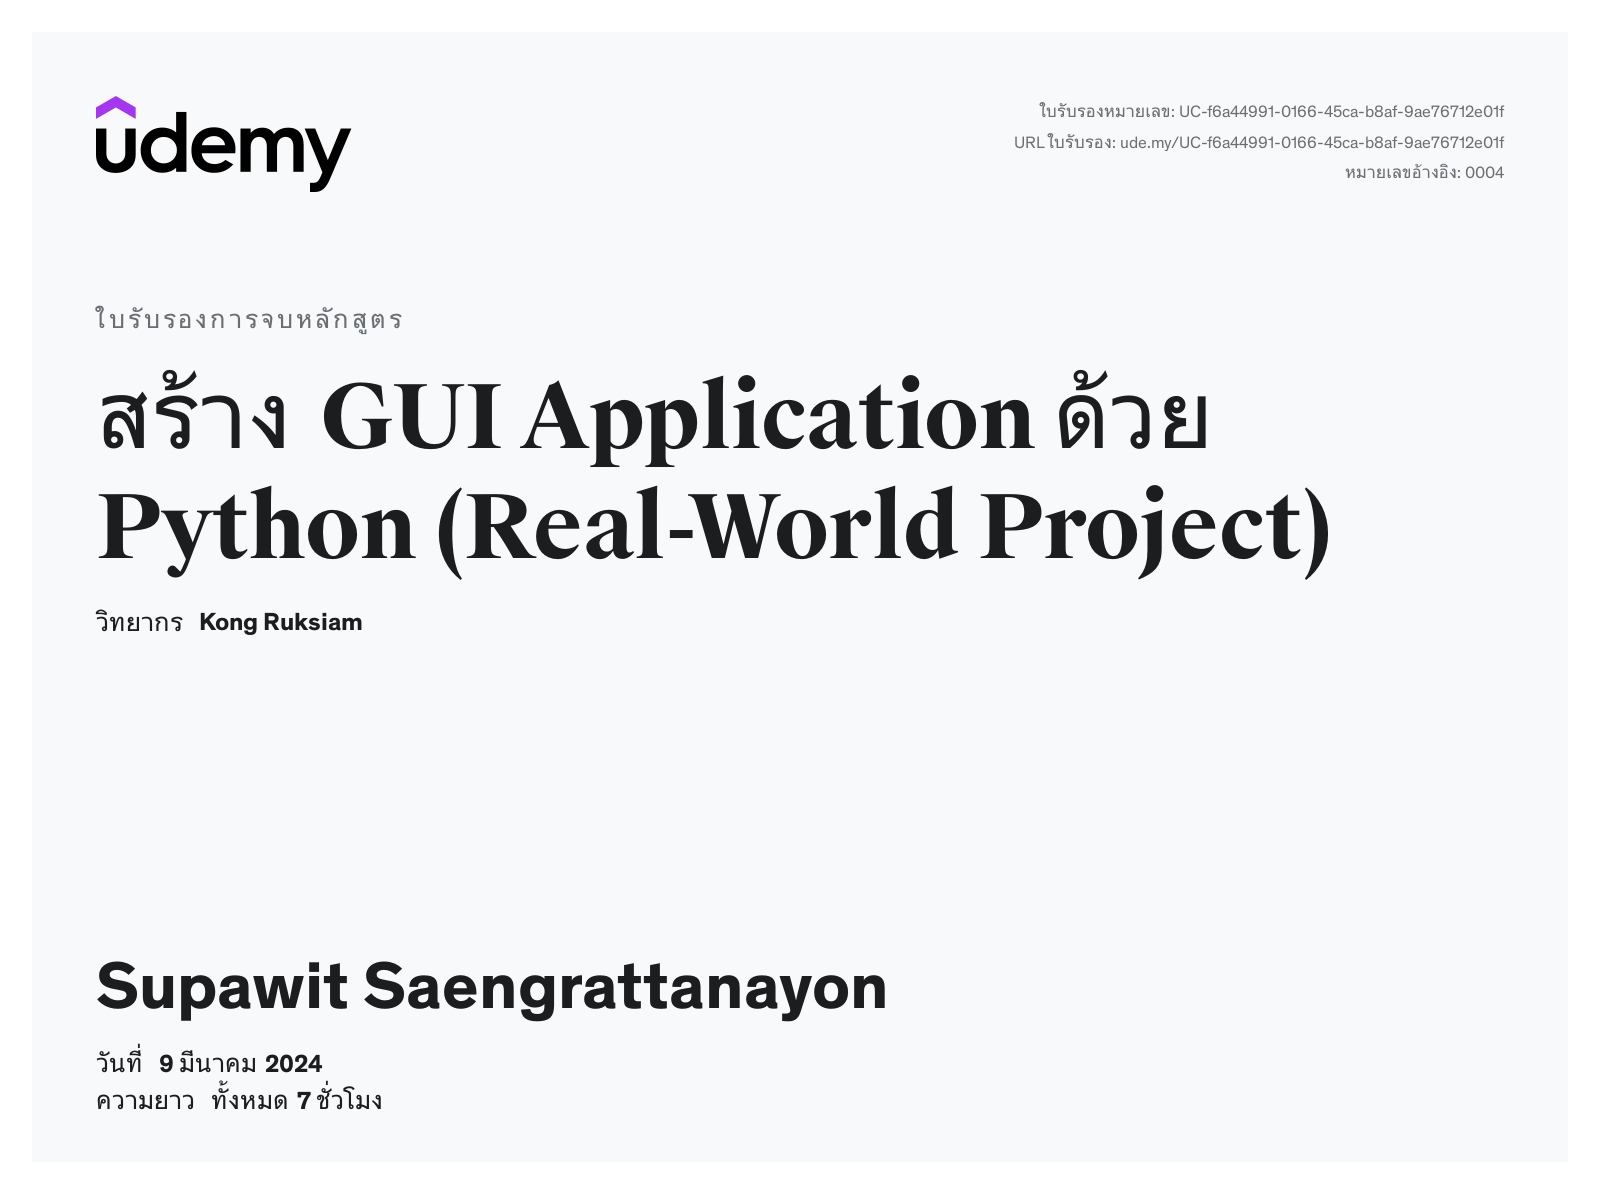 udemy
ใบรับรองหมายเลข: UC-f6a44991-0166-45ca-b8af-9ae76712e01f
URL ใบรับรอง: ude.my/UC-f6a44991-0166-45ca-b8af-9ae76712e01f
หมายเลขอ้างอิง: 0004
ใบรับรองการจบหลักสูตร
สร้าง GUI Application ด้วย
Python (Real-World Project)
วิทยากร Kong Ruksiam
Supawit Saengrattanayon
วันที่ 9 มีนาคม 2024
ความยาว ทั้งหมด 7 ชั่วโมง